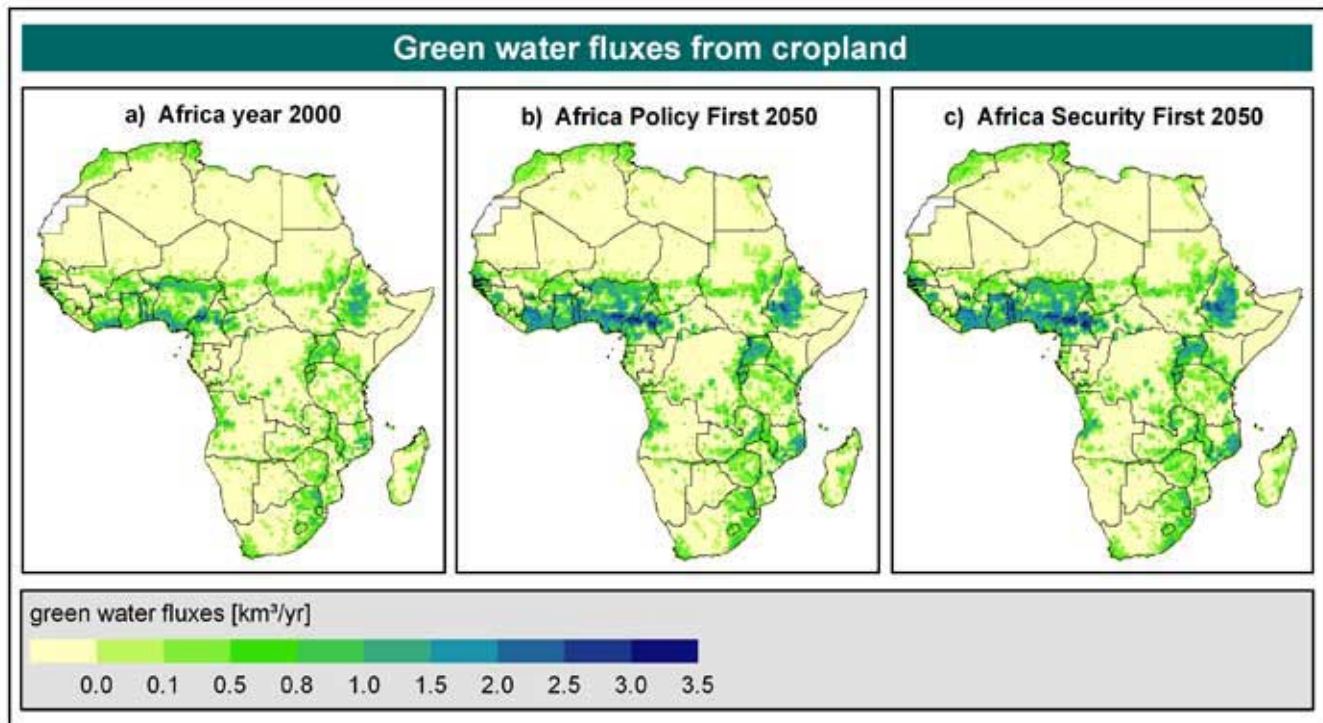 Green water fluxes from cropland
a) Africa year 2000
b) Africa Policy First 2050
c) Africa Security First 2050
green water fluxes [km³/yr]
0.0 0.1 0.5 0.8 1.0 1.5 2.0 2.5 3.0 3.5